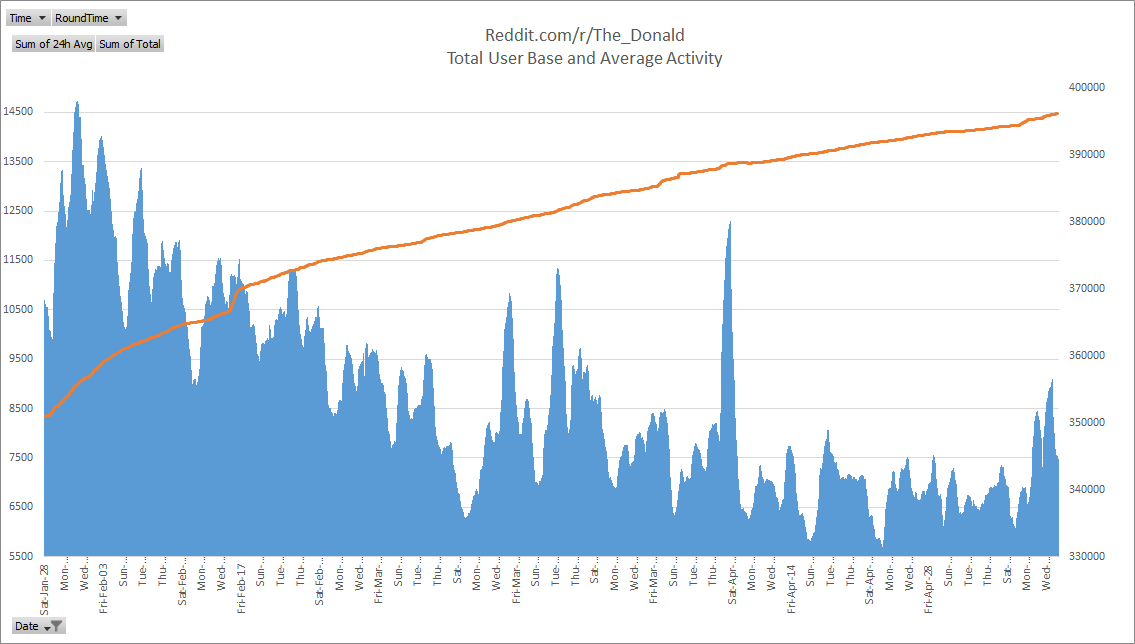 Time RoundTime
Sum of 24h Avg Sum of Total
Reddit.com/r/The_Donald
Total User Base and Average Activity
14500
13500
12500
11500
10500
9500
8500
7500
6500
5500
400000
390000
380000
370000
360000
350000
340000
330000
Sat-Jan-28
Mon-..
Wed-..
Fri-Feb-03
Sun-..
Tue-..
Thu-..
Sat-Feb-..
Mon-..
Wed-..
Fri-Feb-17
Sun-..
Tue-..
Thu-..
Sat-Feb-..
Mon-..
Wed-..
Fri-Mar-..
Sun-..
Tue-..
Thu-..
Sat-..
Mon-..
Wed-..
Fri-Mar-..
Sun-..
Tue-..
Thu-..
Sat-..
Mon-..
Wed-..
Fri-Mar-..
Sun-..
Tue-..
Thu-..
Sat-Apr-..
Mon-..
Wed-..
Fri-Apr-14
Sun-..
Tue-..
Thu-..
Sat-Apr-..
Mon-..
Wed-..
Fri-Apr-28
Sun-..
Tue-..
Thu-..
Sat-..
Mon-..
Wed-..
Date